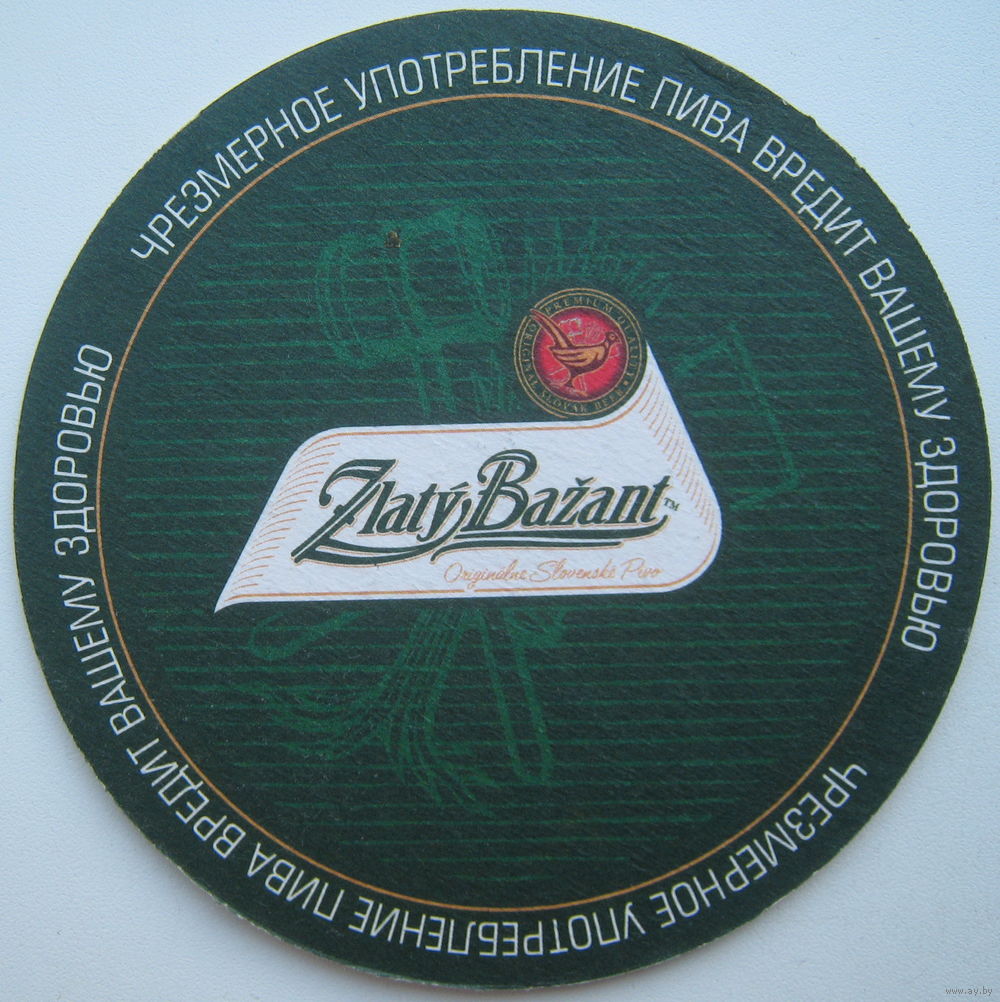 ЧРЕЗМЕРНОЕ УПОТРЕБЛЕНИЕ ПИВА ВРЕДИТ ВАШЕМУ ЗДОРОВЬЮ
ORIGINAL PREMIUM QUALITY
SLOVAK BEER
Zlatý Bažant™
Originálne Slovenské Pivo
ЧРЕЗМЕРНОЕ УПОТРЕБЛЕНИЕ ПИВА ВРЕДИТ ВАШЕМУ ЗДОРОВЬЮ
www.ay.by